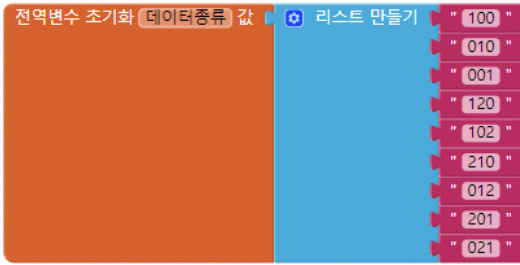 전역변수 초기화 데이터종류 값 리스트 만들기 " 100 "
" 010 "
" 001 "
" 120 "
" 102 "
" 210 "
" 012 "
" 201 "
" 021 "